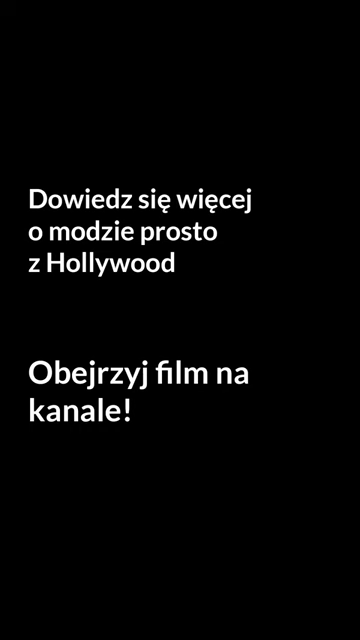 Dowiedz się więcej
o modzie prosto
z Hollywood
Obejrzyj film na
kanale!